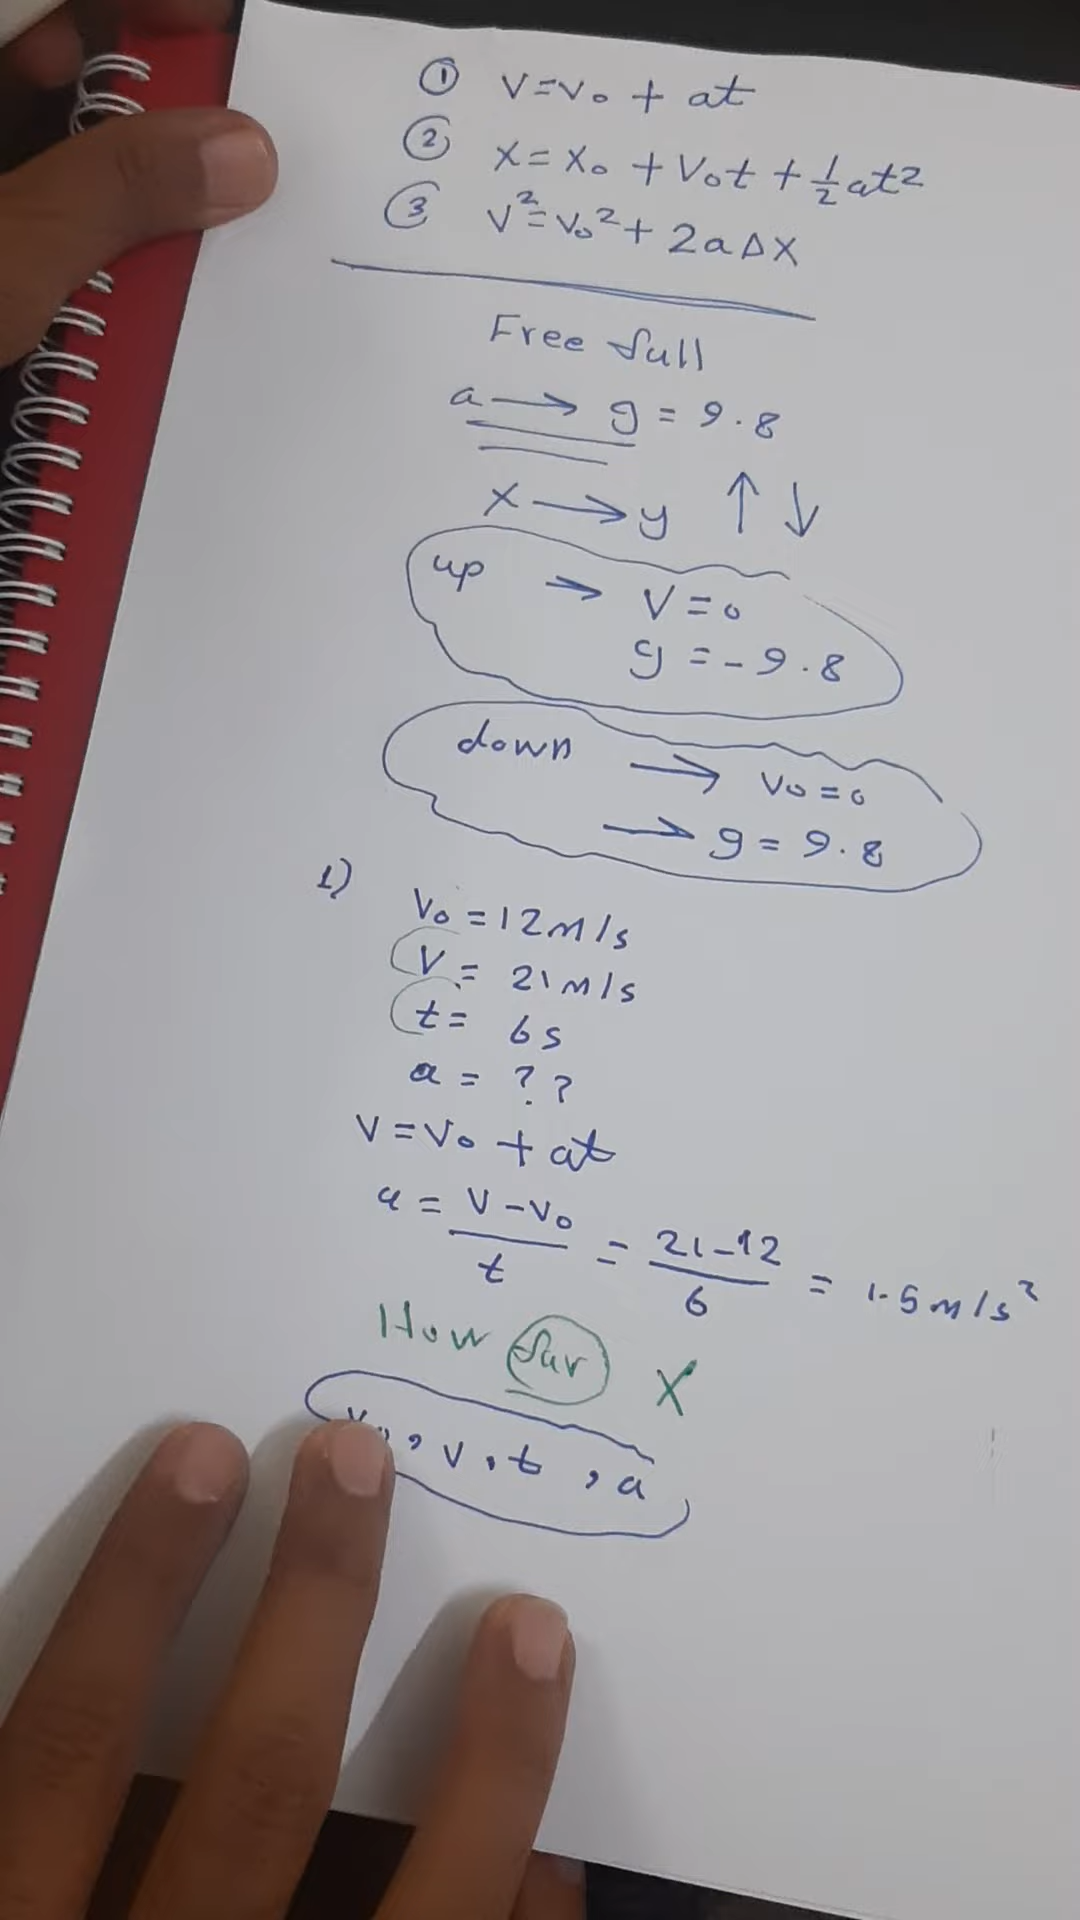 ① v=v₀ + at
② x = x₀ + v₀t + ½at²
③ v²=v₀²+ 2aΔx
Free fall
a → g = 9.8
x → y ↑ ↓
up → v=0
g = -9.8
down → v₀=0
→ g = 9.8
1)
v₀ = 12m/s
v = 21m/s
t = 6s
a = ??
v=v₀ + at
a = (v-v₀)/t = (21-12)/6 = 1.5m/s²
How far x
, v, t, a